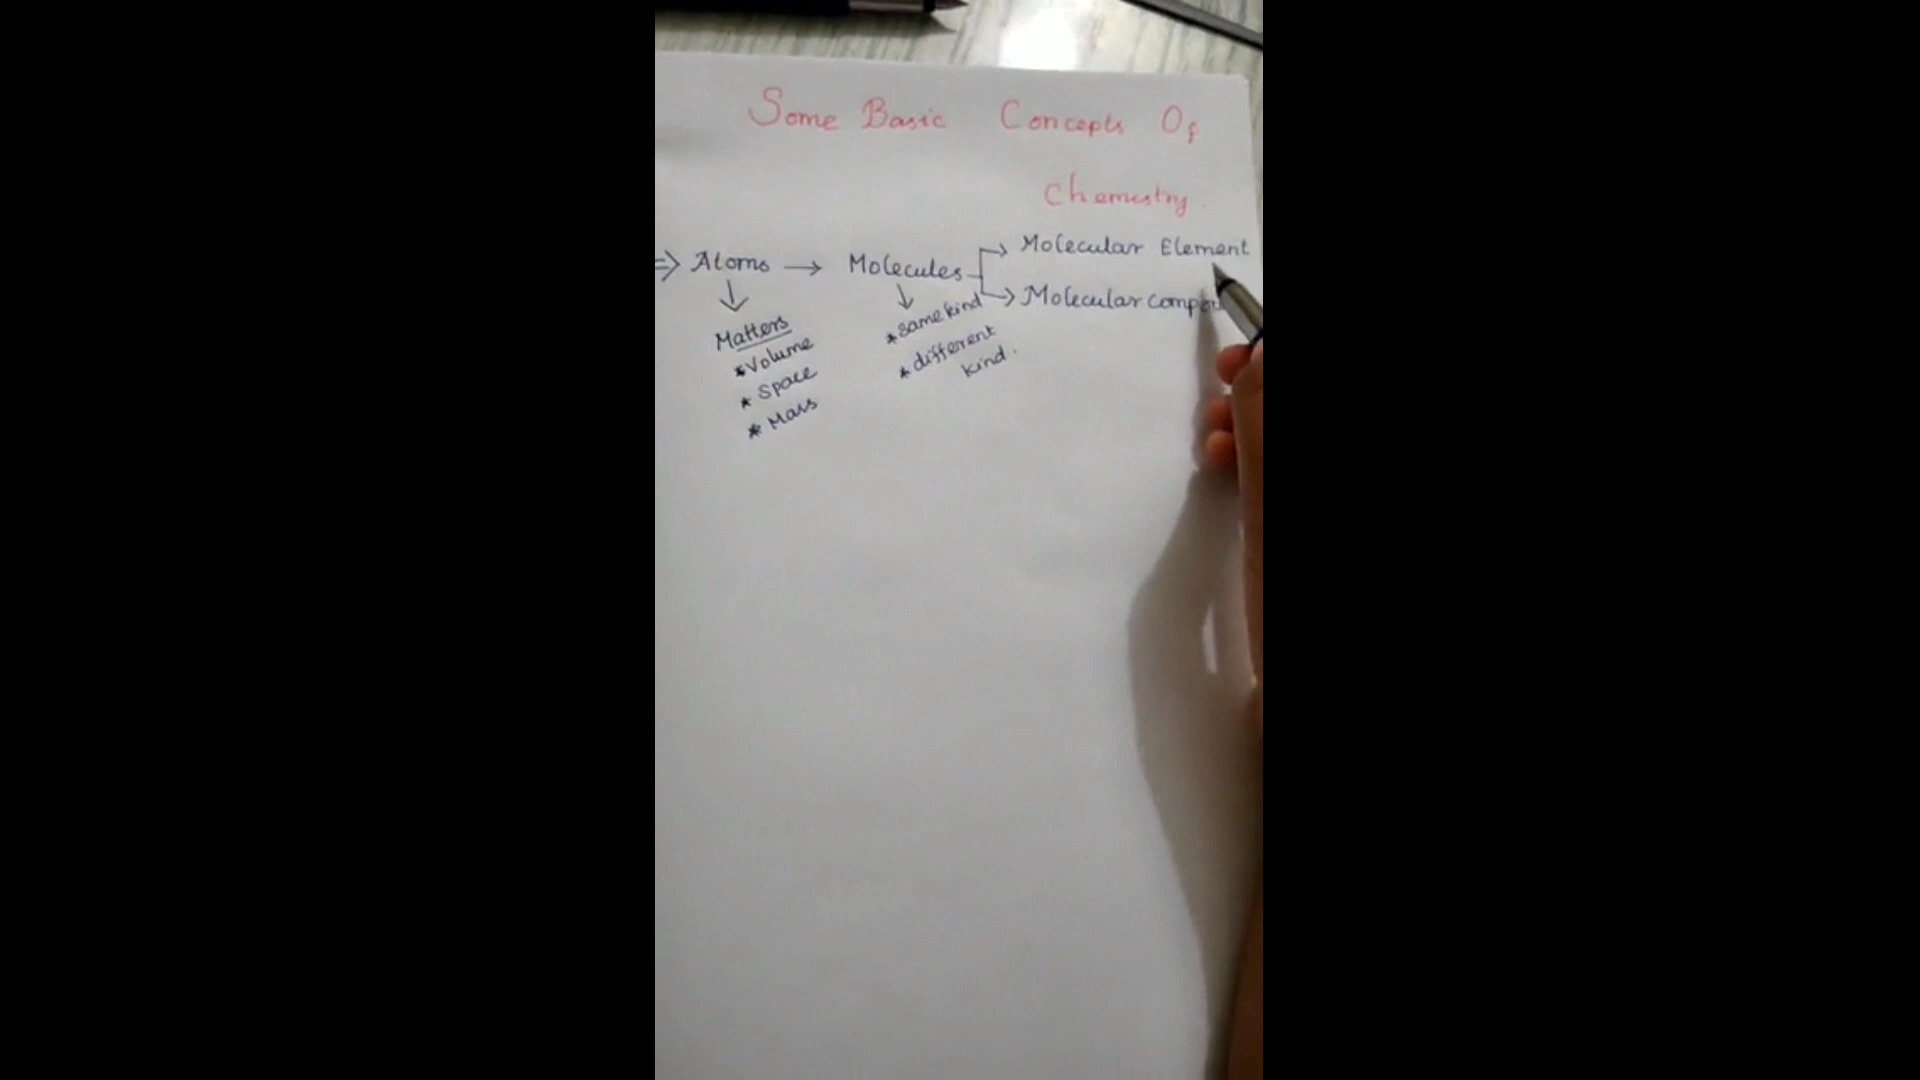 Some Basic Concepts Of
Chemistry
⇒ Atoms → Molecules → Molecular Element
→ Molecular
Matters
*Volume
* Space
* Mass
* same kind
* different
kind.